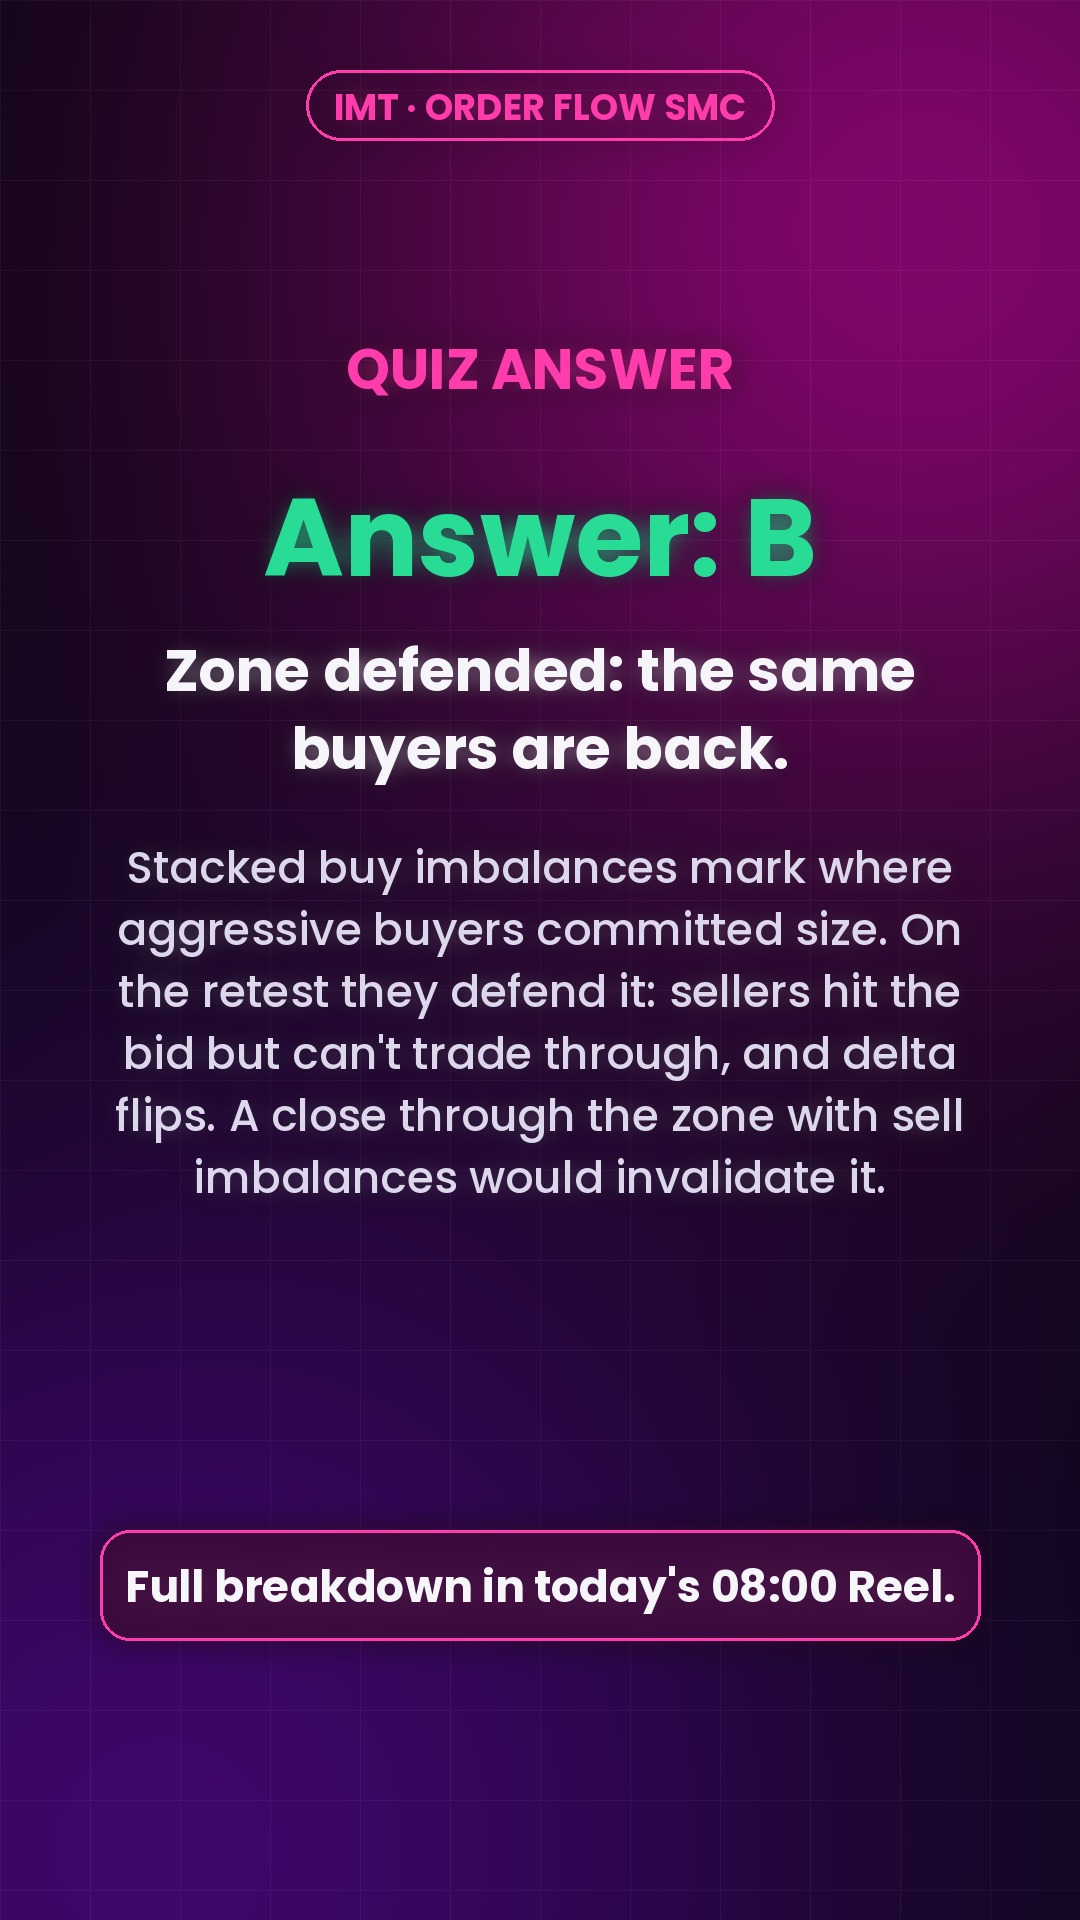 IMT · ORDER FLOW SMC
QUIZ ANSWER
Answer: B
Zone defended: the same
buyers are back.
Stacked buy imbalances mark where
aggressive buyers committed size. On
the retest they defend it: sellers hit the
bid but can't trade through, and delta
flips. A close through the zone with sell
imbalances would invalidate it.
Full breakdown in today's 08:00 Reel.